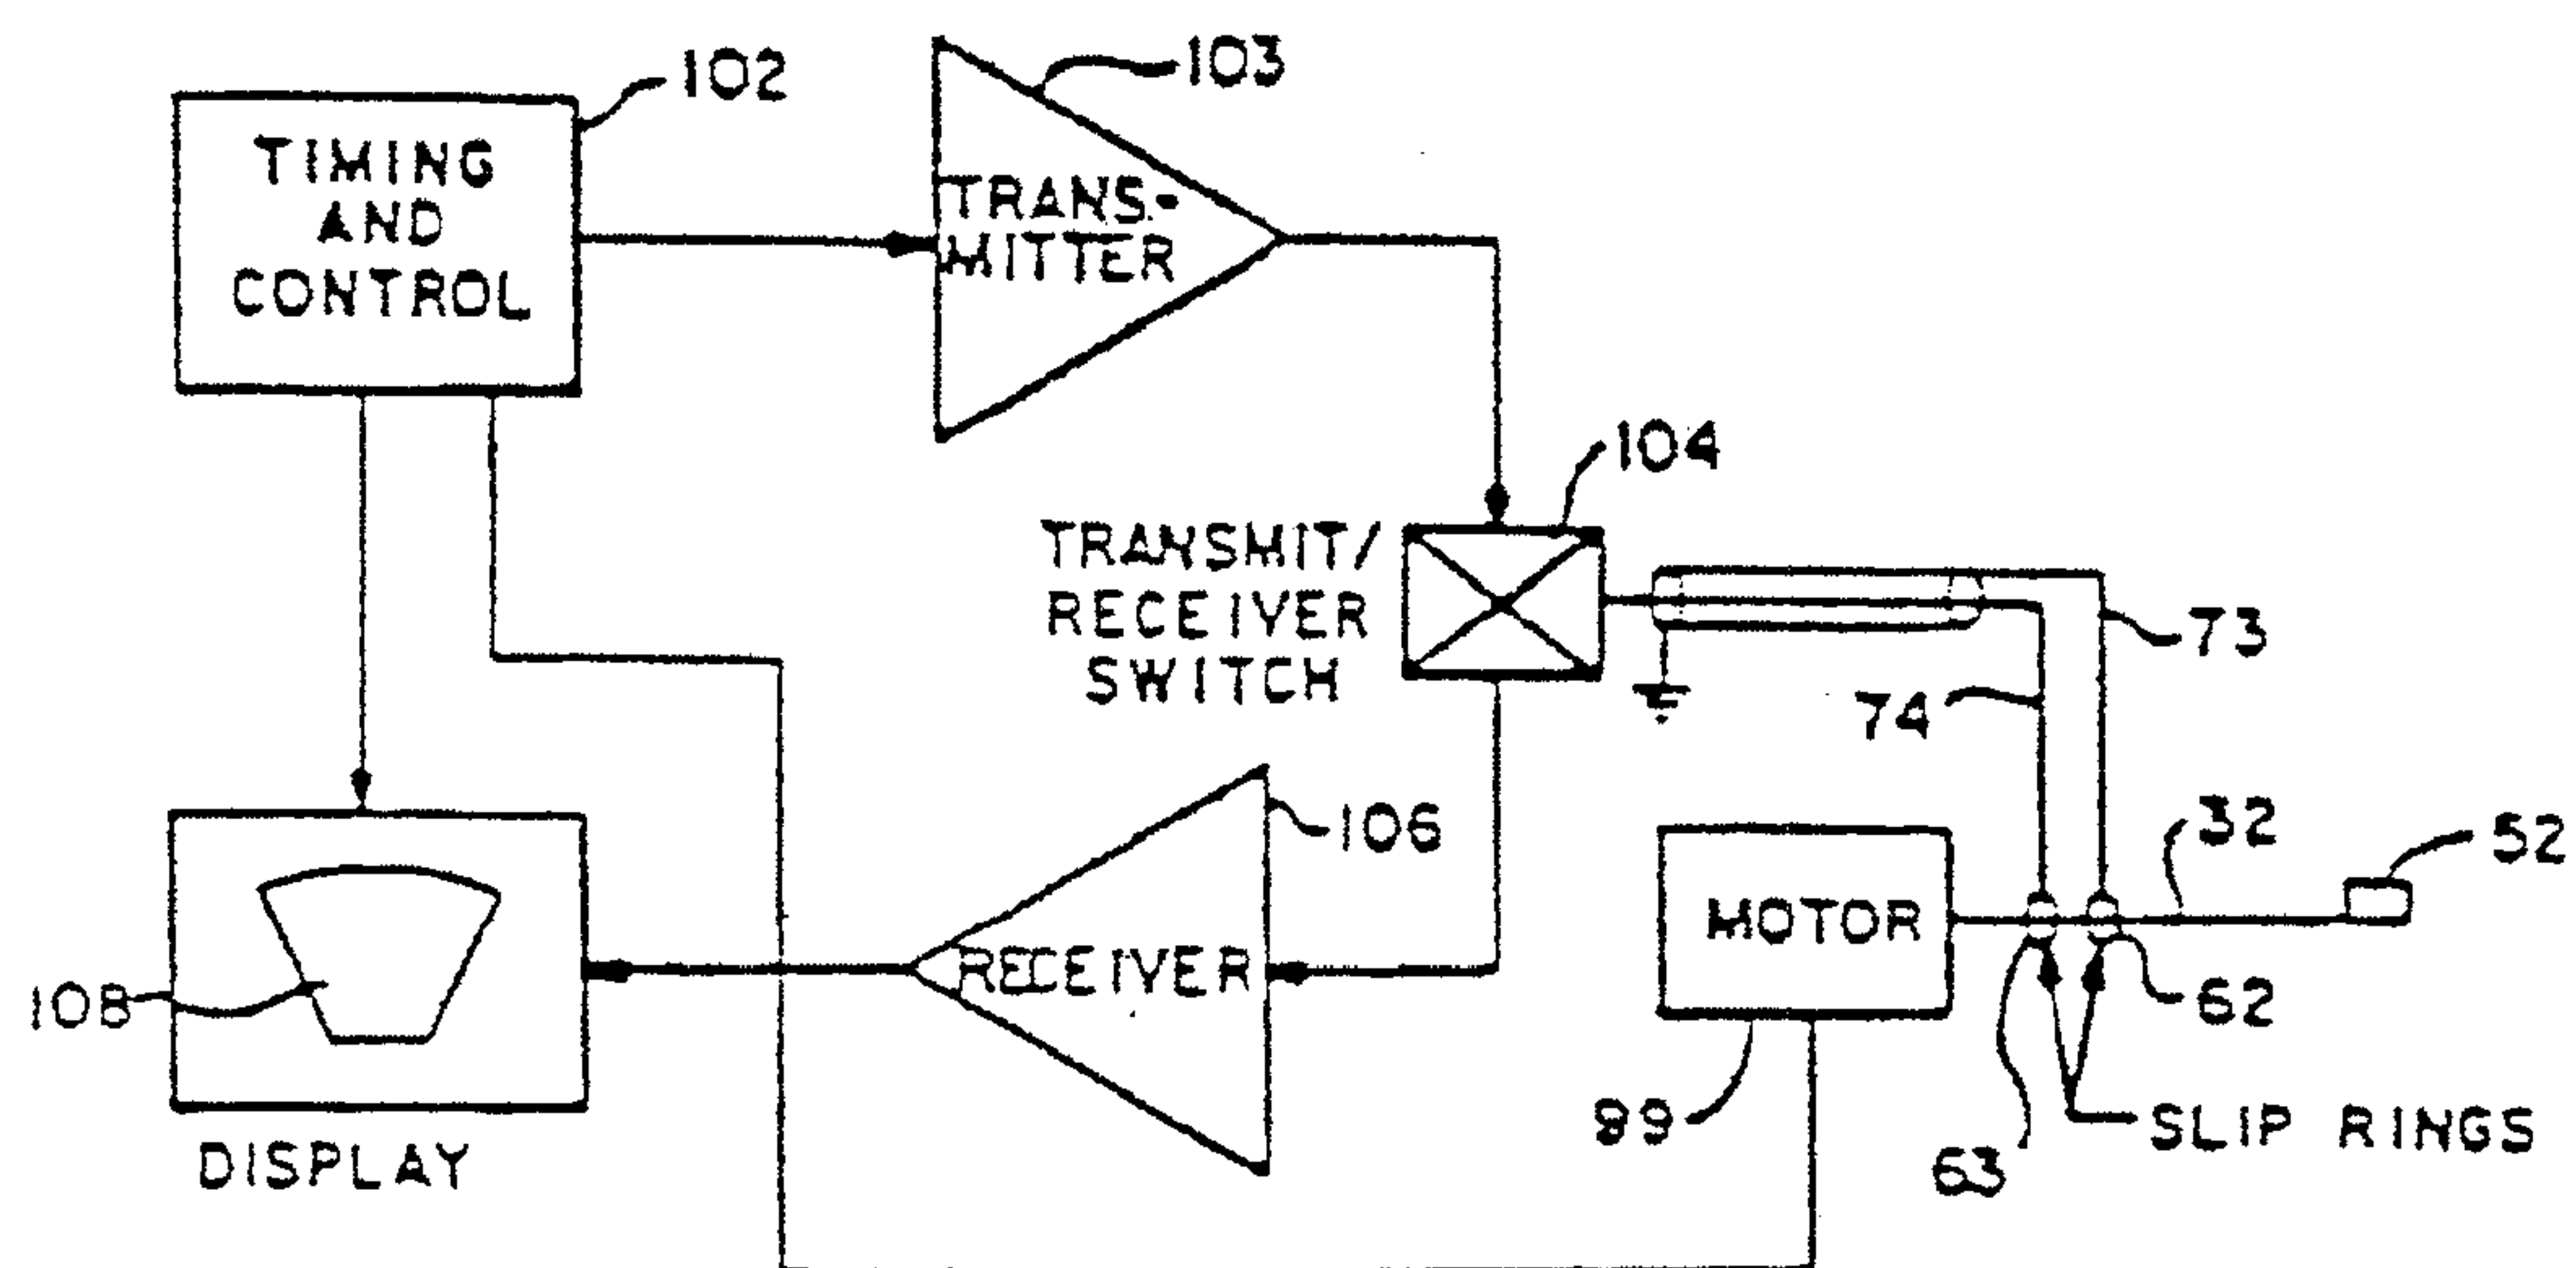 102
103
TIMING
AND
CONTROL
TRANS-
MITTER
104
TRANSMIT/
RECEIVER
SWITCH
73
74
106
32
52
MOTOR
RECEIVER
108
62
99
63
SLIP RINGS
DISPLAY